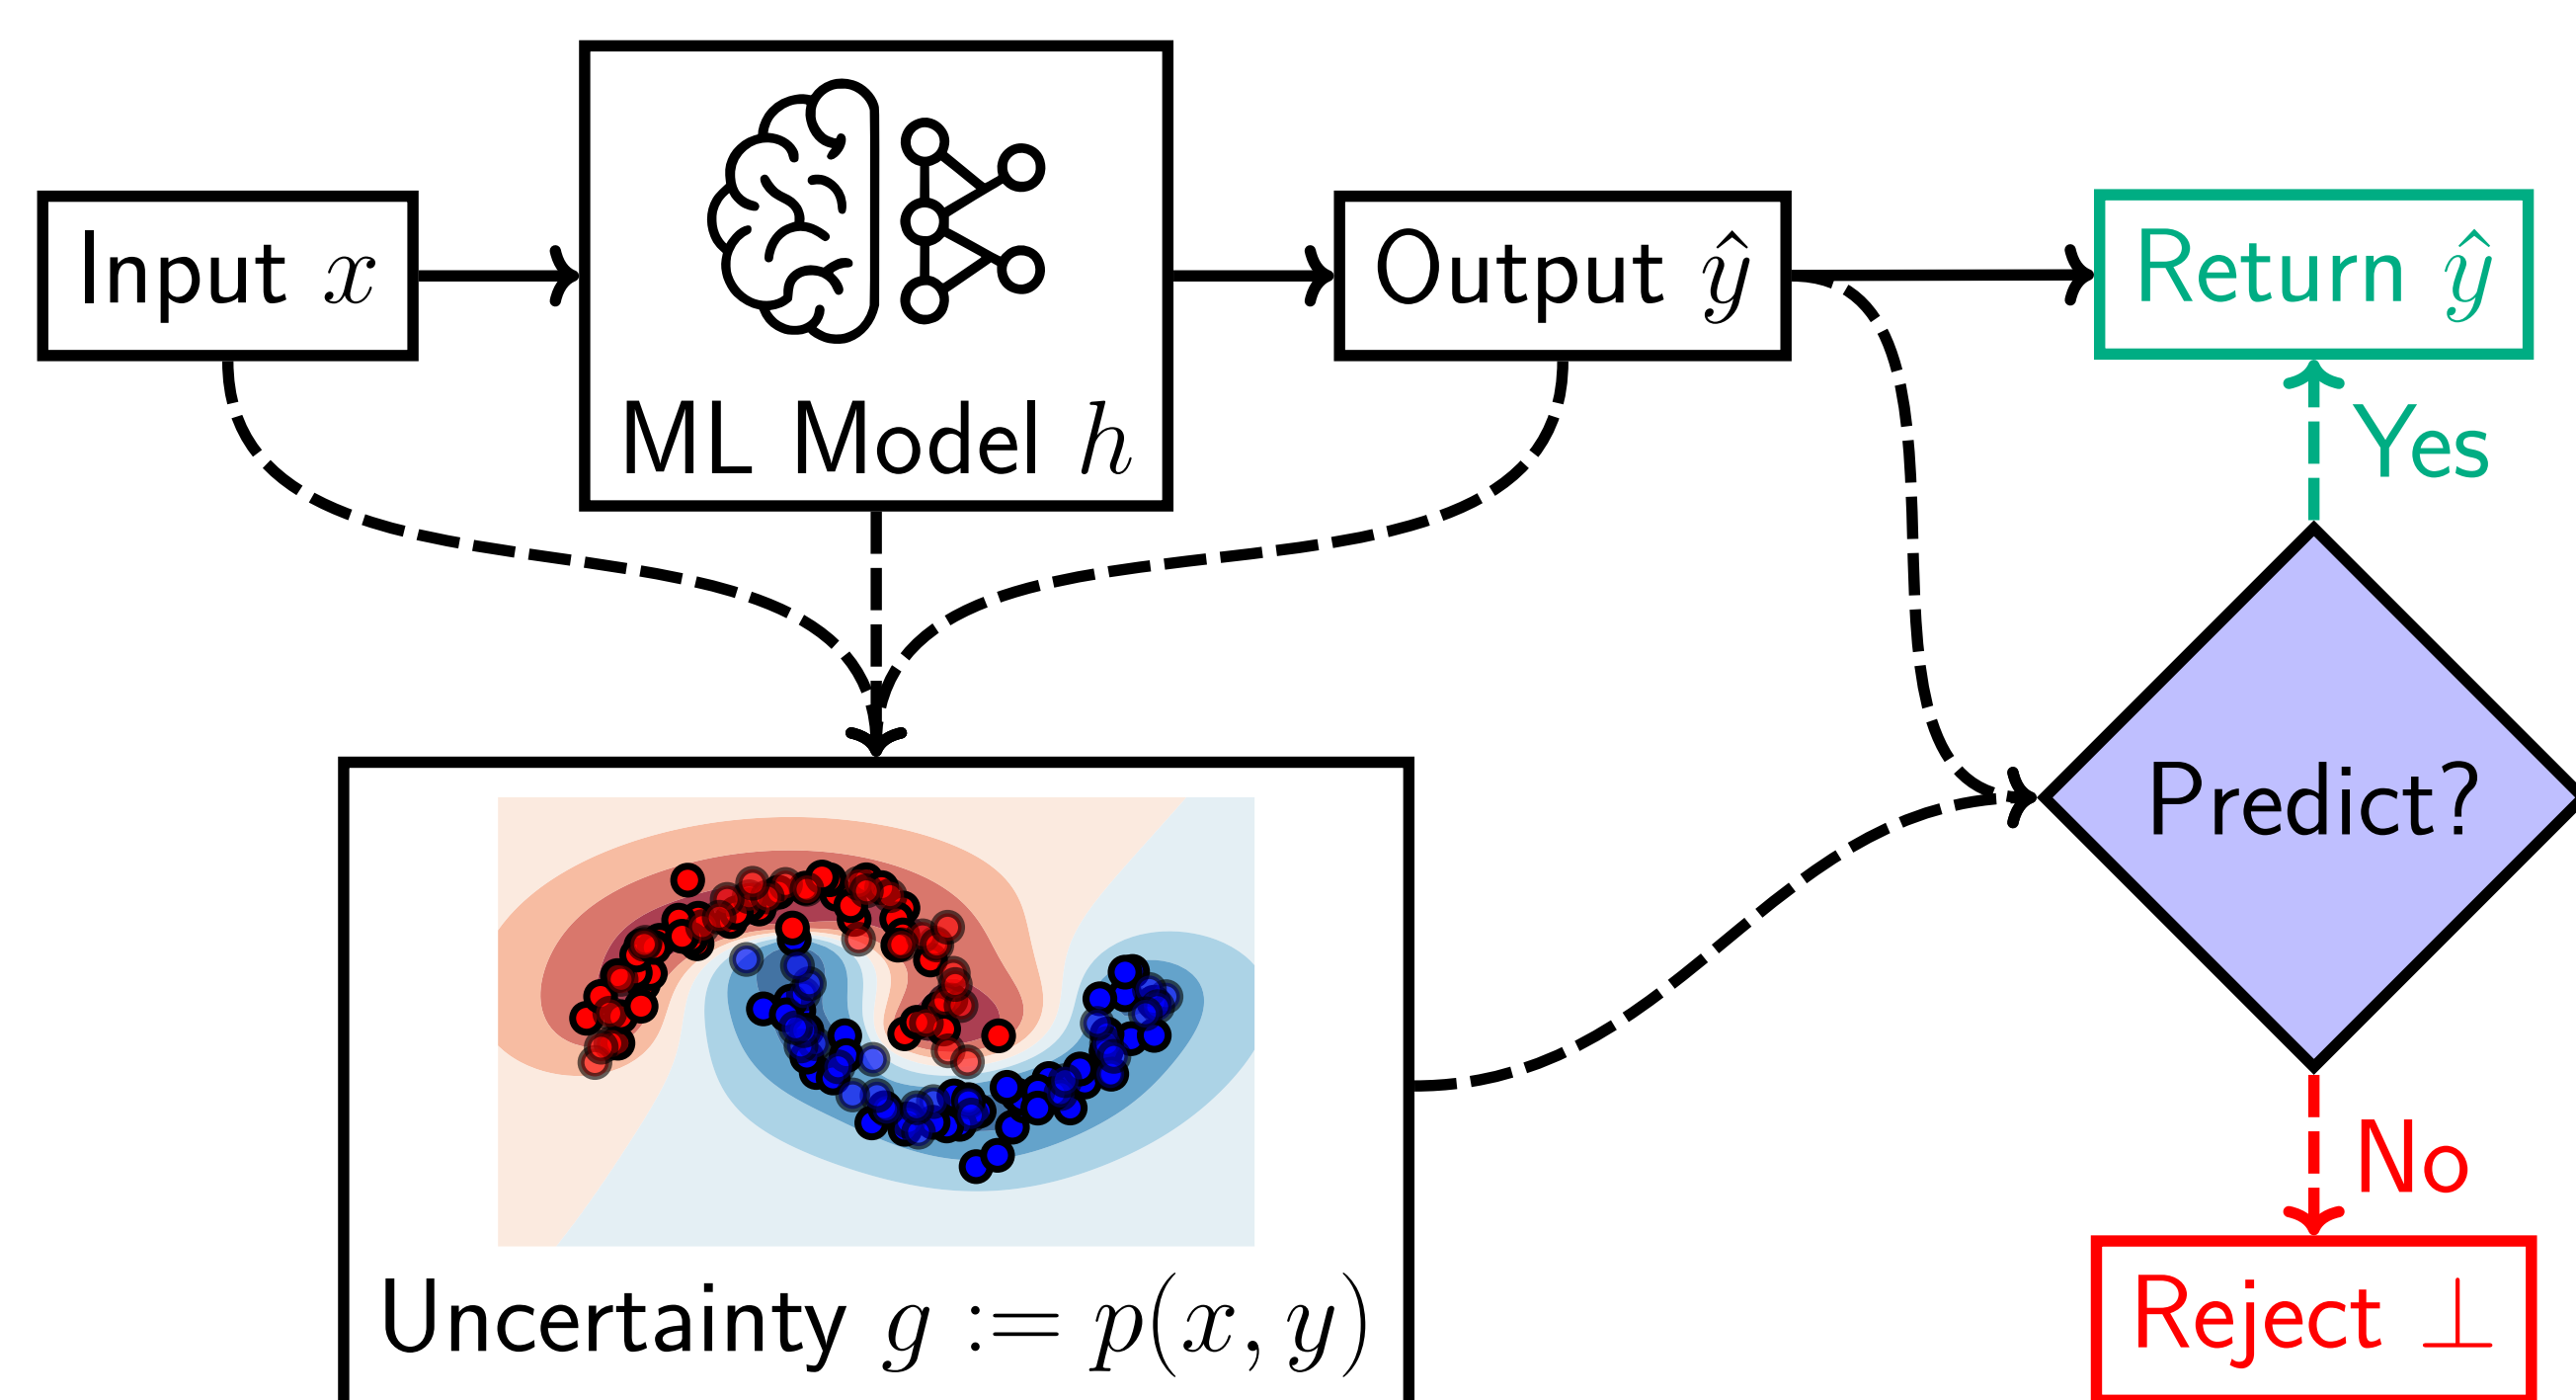 Input x
ML Model h
Output ŷ
Return ŷ
Yes
Predict?
No
Uncertainty g := p(x, y)
Reject ⊥